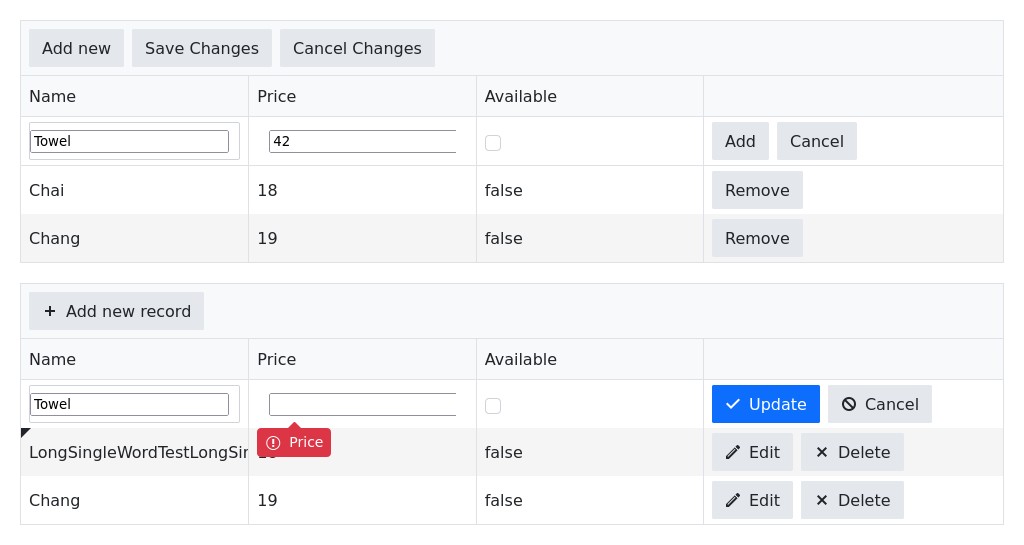 Add new Save Changes Cancel Changes
Name Price Available
Towel 42 Add Cancel
Chai 18 false Remove
Chang 19 false Remove
Add new record
Name Price Available
Towel Update Cancel
Price
LongSingleWordTestLongSin false Edit Delete
Chang 19 false Edit Delete